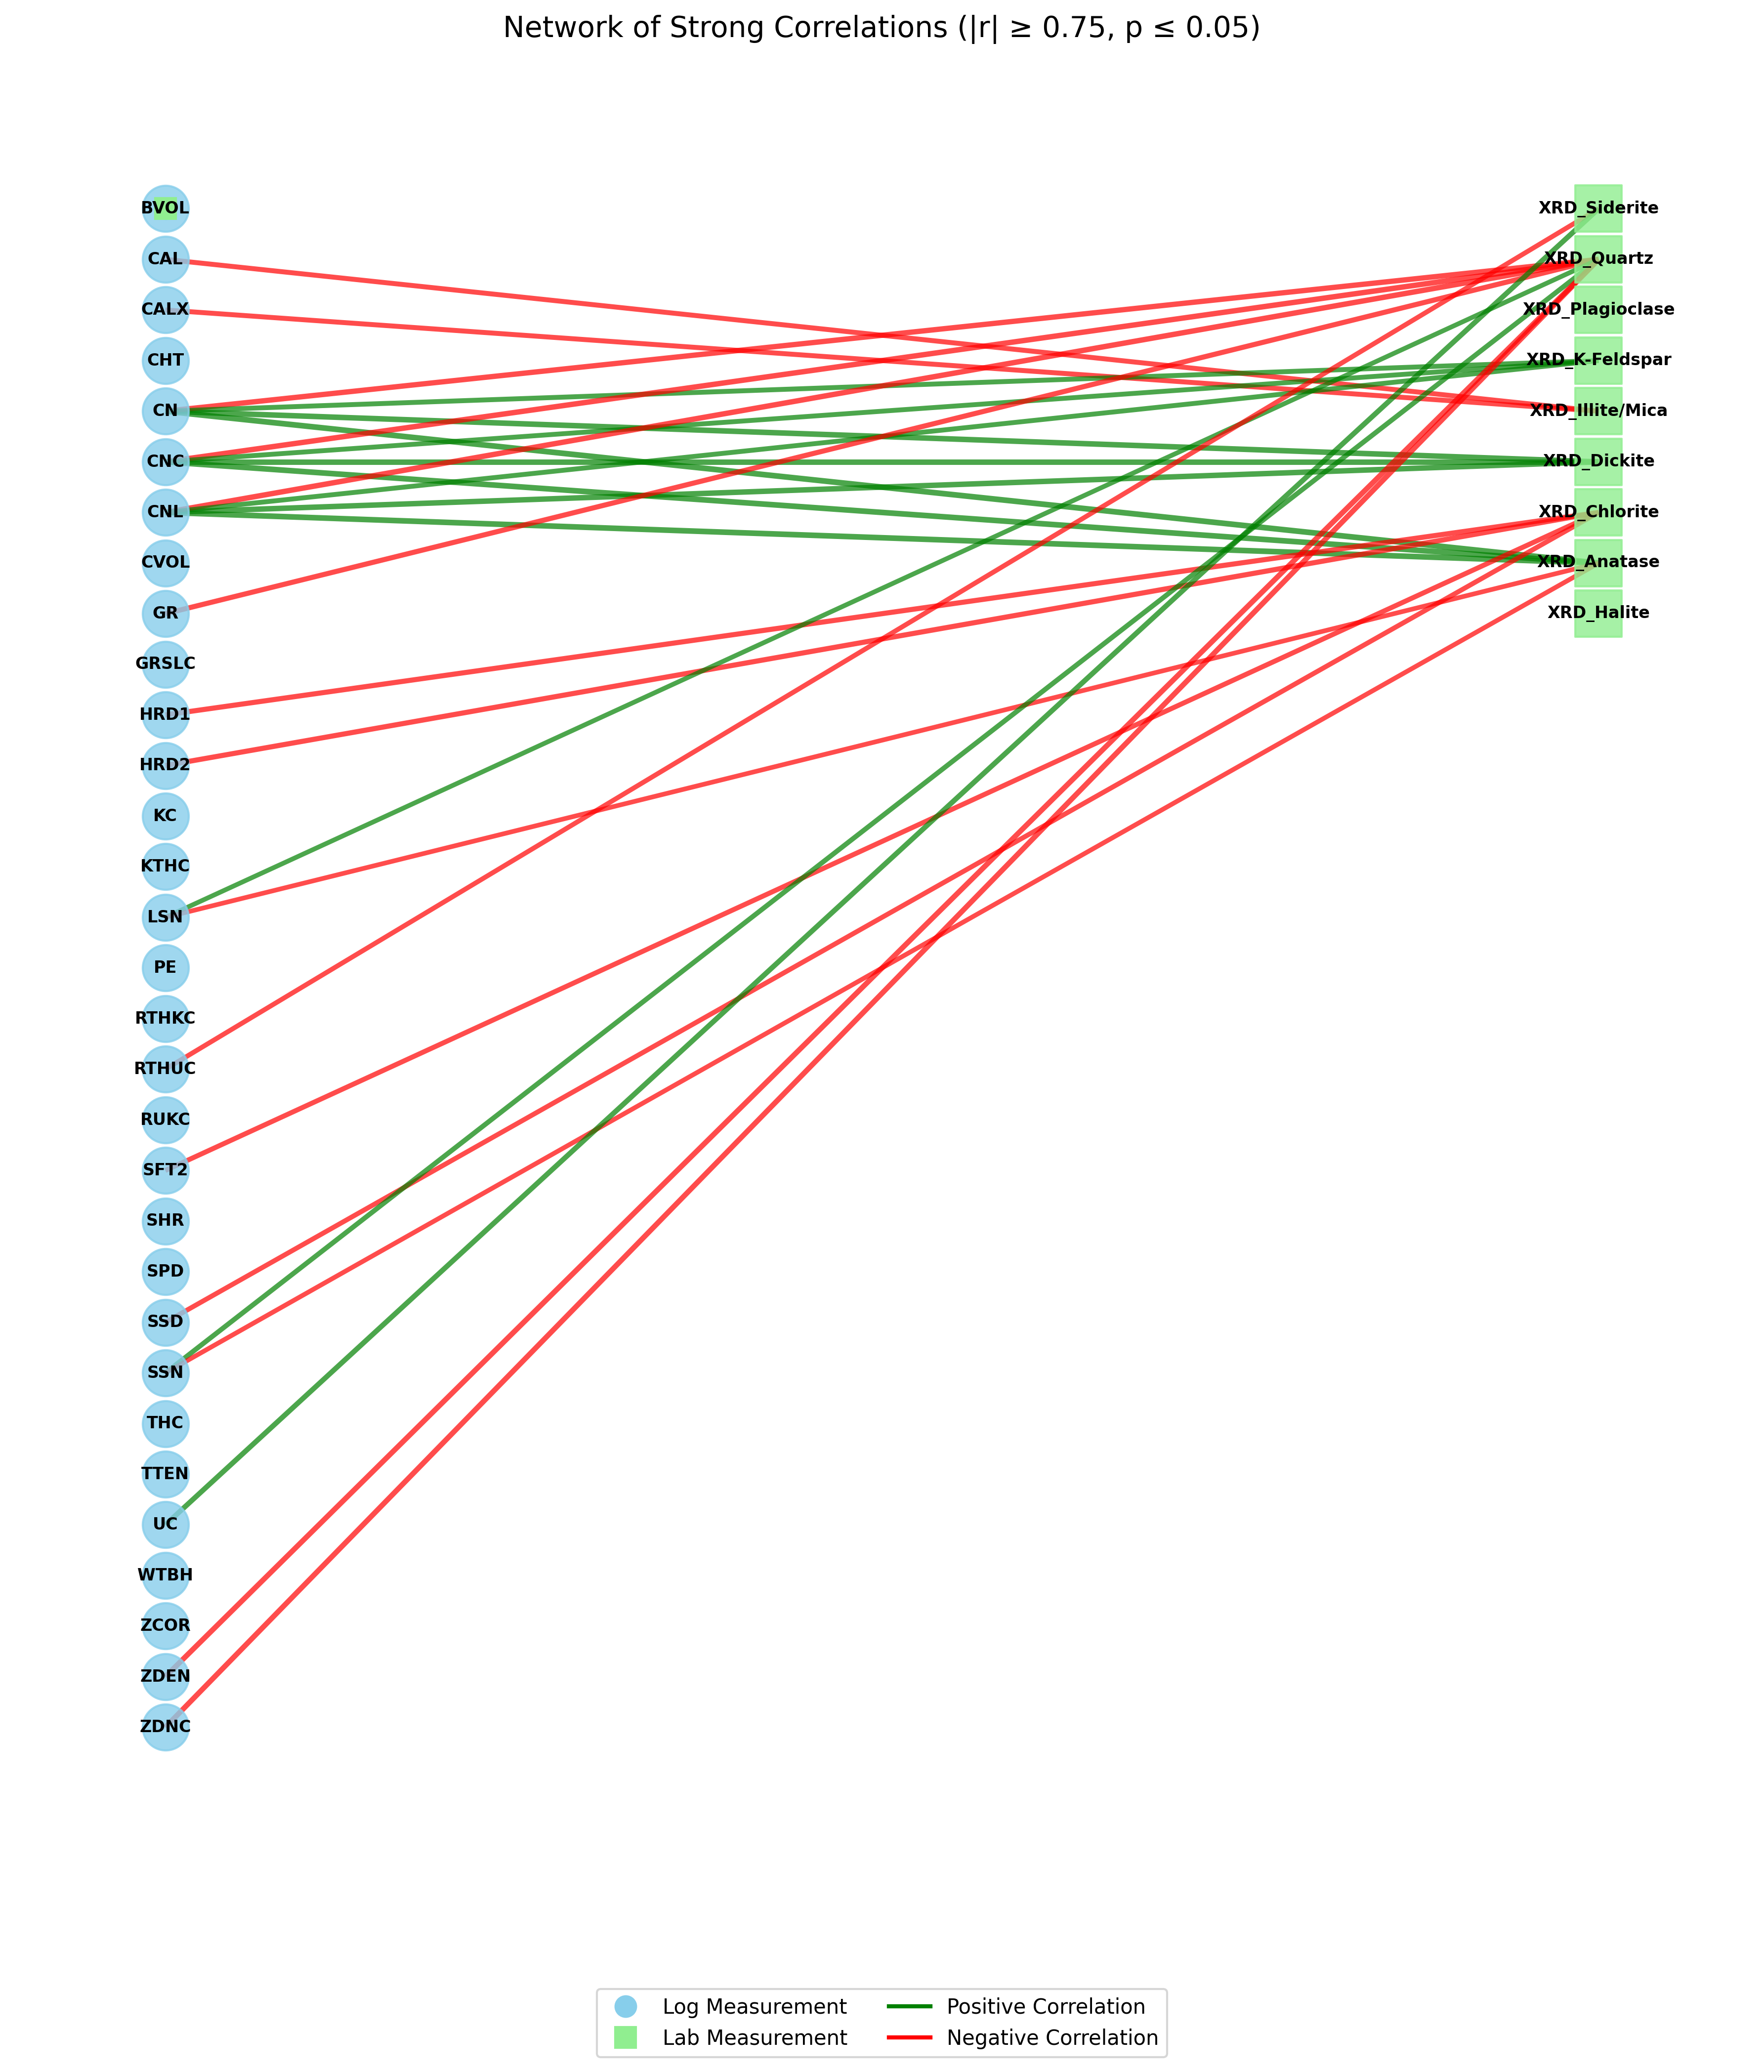 Network of Strong Correlations (|r| ≥ 0.75, p ≤ 0.05)
BVOL
CAL
CALX
CHT
CN
CNC
CNL
CVOL
GR
GRSLC
HRD1
HRD2
KC
KTHC
LSN
PE
RTHKC
RTHUC
RUKC
SFT2
SHR
SPD
SSD
SSN
THC
TTEN
UC
WTBH
ZCOR
ZDEN
ZDNC
XRD_Siderite
XRD_Quartz
XRD_Plagioclase
XRD_K-Feldspar
XRD_Illite/Mica
XRD_Dickite
XRD_Chlorite
XRD_Anatase
XRD_Halite
Log Measurement
Lab Measurement
Positive Correlation
Negative Correlation